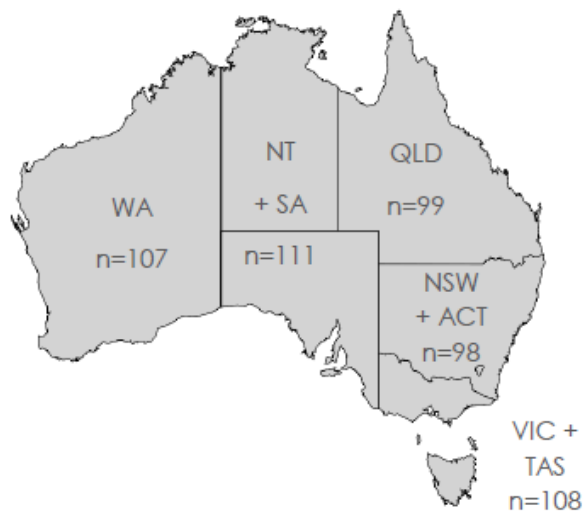 WA
n=107
NT
+ SA
n=111
QLD
n=99
NSW
+ ACT
n=98
VIC +
TAS
n=108